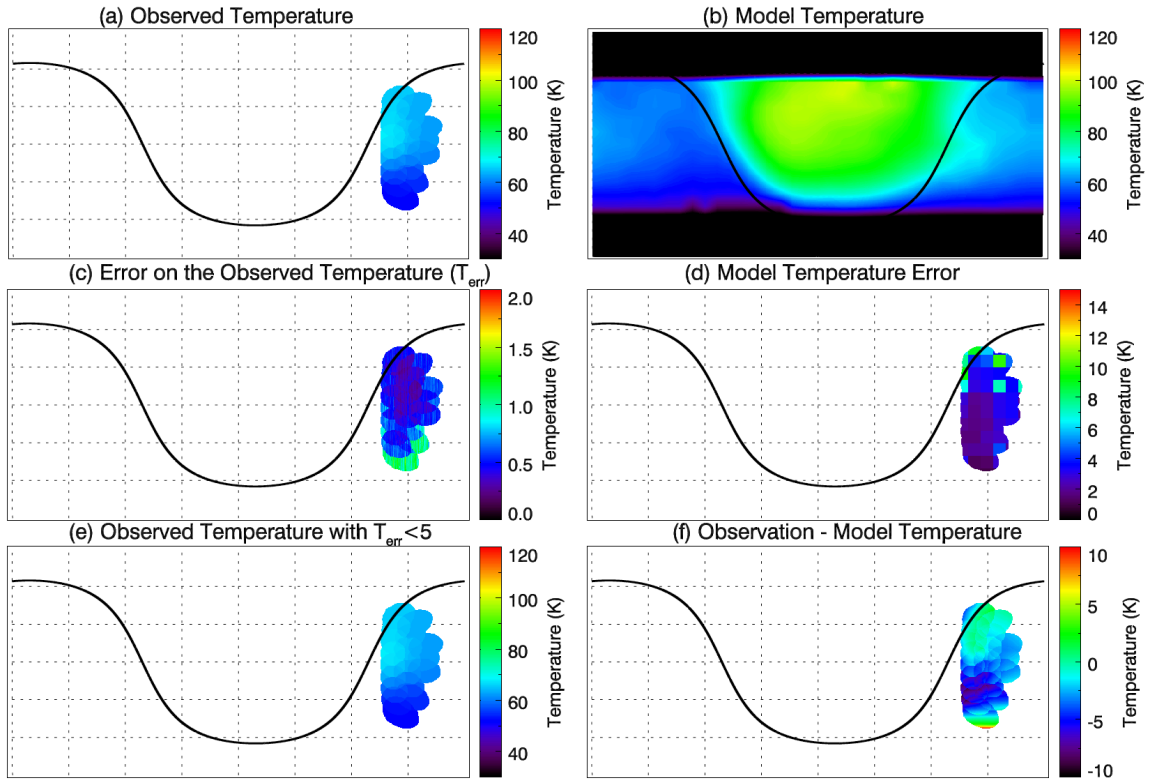 (a) Observed Temperature
120
100
80
60
40
Temperature (K)
(b) Model Temperature
120
100
80
60
40
Temperature (K)
(c) Error on the Observed Temperature (T_err)
2.0
1.5
1.0
0.5
0.0
Temperature (K)
(d) Model Temperature Error
14
12
10
8
6
4
2
0
Temperature (K)
(e) Observed Temperature with T_err<5
120
100
80
60
40
Temperature (K)
(f) Observation - Model Temperature
10
5
0
-5
-10
Temperature (K)